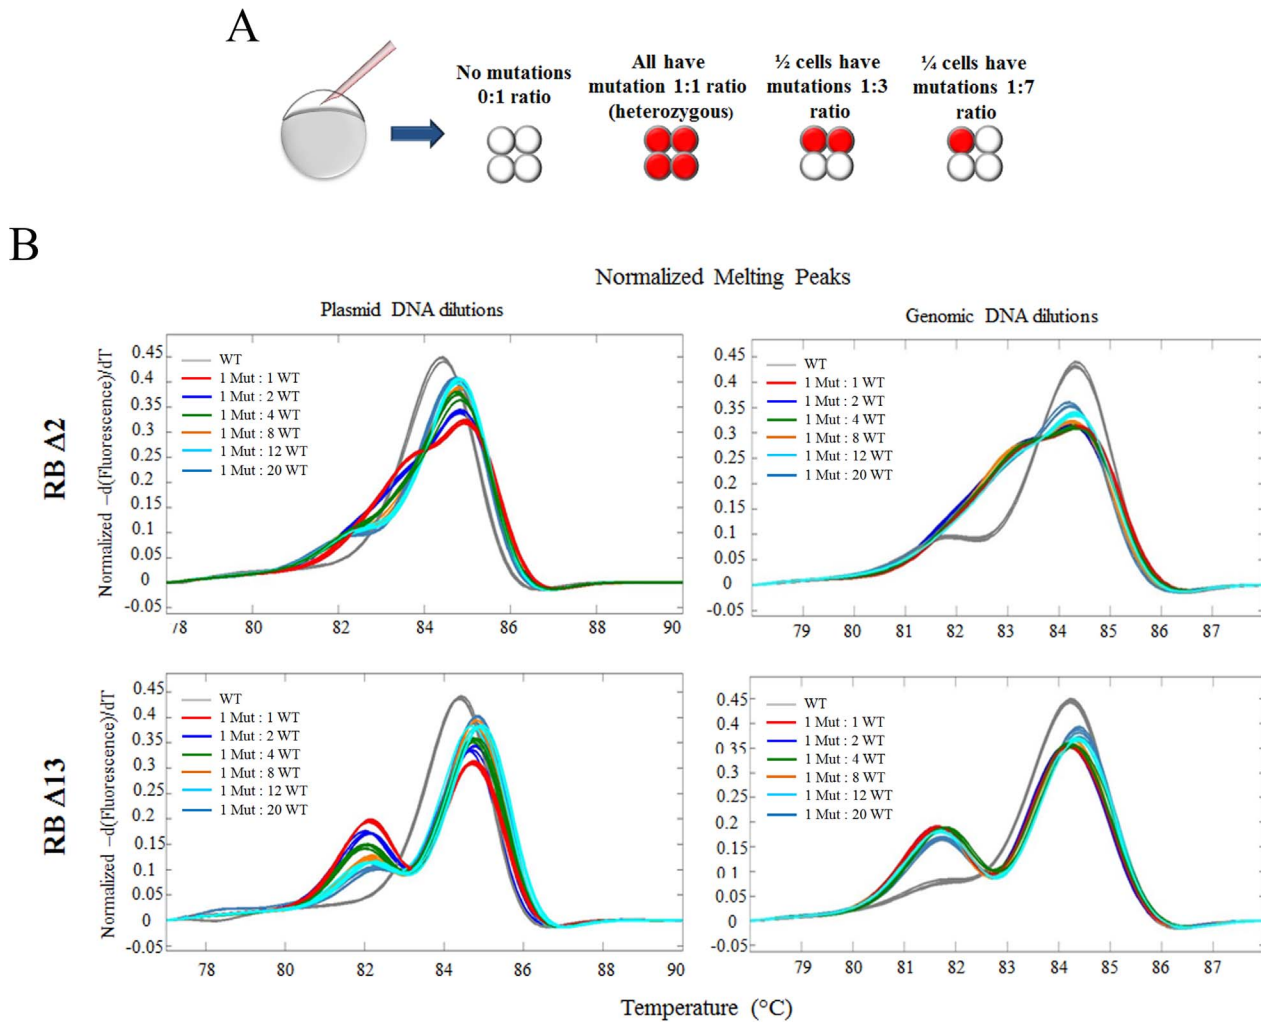 A
No mutations
0:1 ratio
All have
mutation 1:1 ratio
(heterozygous)
½ cells have
mutations 1:3
ratio
¼ cells have
mutations 1:7
ratio
B
Normalized Melting Peaks
Plasmid DNA dilutions
Genomic DNA dilutions
RB Δ2
Normalized –d(Fluorescence)/dT
0.45
0.4
0.35
0.3
0.25
0.2
0.15
0.1
0.05
0
-0.05
WT
1 Mut : 1 WT
1 Mut : 2 WT
1 Mut : 4 WT
1 Mut : 8 WT
1 Mut : 12 WT
1 Mut : 20 WT
78 80 82 84 86 88 90
0.45
0.4
0.35
0.3
0.25
0.2
0.15
0.1
0.05
0
-0.05
WT
1 Mut : 1 WT
1 Mut : 2 WT
1 Mut : 4 WT
1 Mut : 8 WT
1 Mut : 12 WT
1 Mut : 20 WT
79 80 81 82 83 84 85 86 87
RB Δ13
Normalized –d(Fluorescence)/dT
0.45
0.4
0.35
0.3
0.25
0.2
0.15
0.1
0.05
0
-0.05
WT
1 Mut : 1 WT
1 Mut : 2 WT
1 Mut : 4 WT
1 Mut : 8 WT
1 Mut : 12 WT
1 Mut : 20 WT
78 80 82 84 86 88 90
0.45
0.4
0.35
0.3
0.25
0.2
0.15
0.1
0.05
0
-0.05
WT
1 Mut : 1 WT
1 Mut : 2 WT
1 Mut : 4 WT
1 Mut : 8 WT
1 Mut : 12 WT
1 Mut : 20 WT
79 80 81 82 83 84 85 86 87
Temperature (°C)